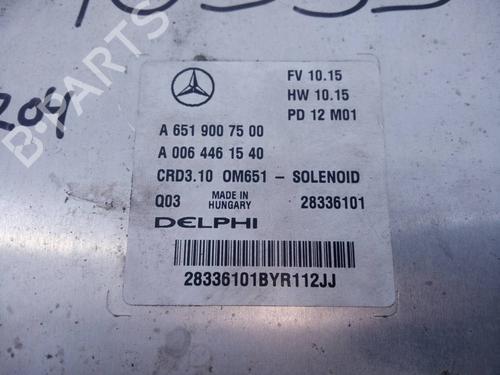 204
FV 10.15
HW 10.15
PD 12 M01
A 651 900 75 00
A 006 446 15 40
CRD3.10 OM651 - SOLENOID
Q03 MADE IN HUNGARY 28336101
DELPHI
28336101BYR112JJ
B-PARTS